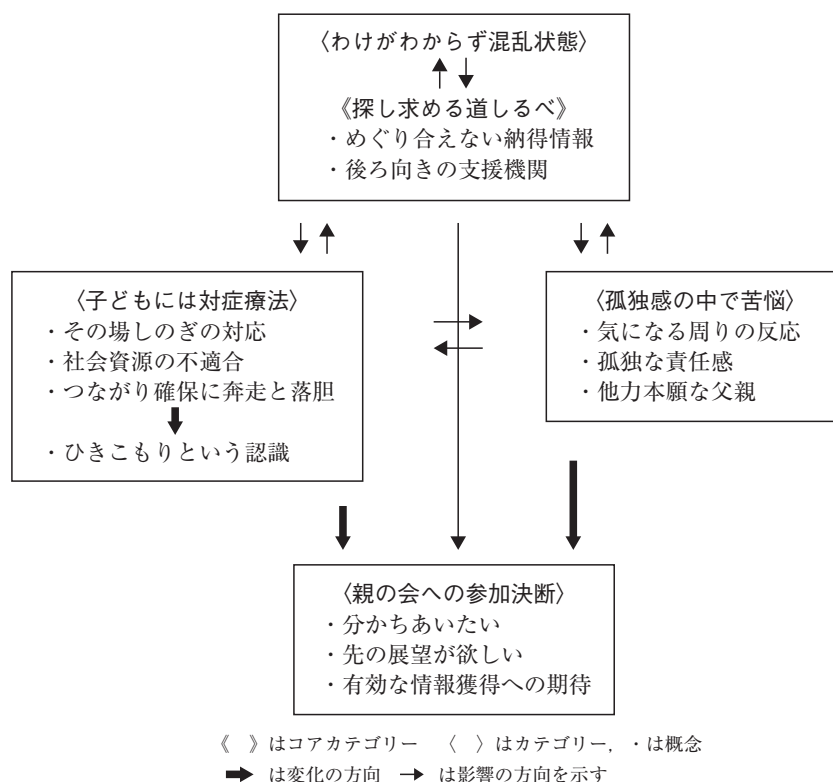 〈わけがわからず混乱状態〉
《探し求める道しるべ》
・めぐり合えない納得情報
・後ろ向きの支援機関
〈子どもには対症療法〉
・その場しのぎの対応
・社会資源の不適合
・つながり確保に奔走と落胆
・ひきこもりという認識
〈孤独感の中で苦悩〉
・気になる周りの反応
・孤独な責任感
・他力本願な父親
〈親の会への参加決断〉
・分かちあいたい
・先の展望が欲しい
・有効な情報獲得への期待
《　》はコアカテゴリー　〈　〉はカテゴリー，・は概念
➡ は変化の方向　→ は影響の方向を示す